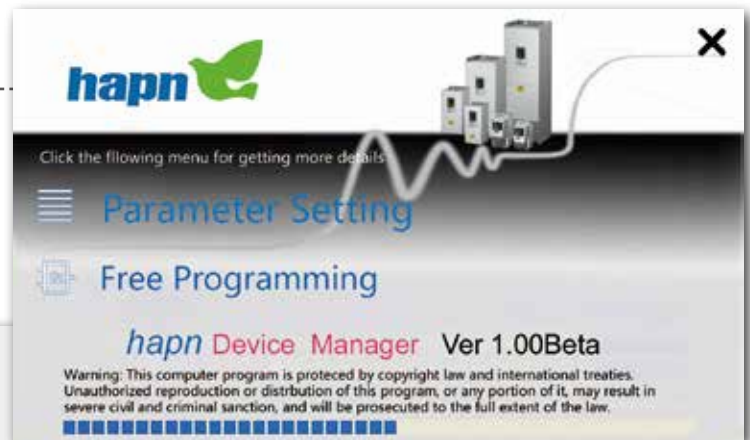 hapn
Click the fllowing menu for getting more details
Parameter Setting
Free Programming
hapn Device Manager Ver 1.00Beta
Warning: This computer program is proteced by copyright law and international treaties.
Unauthorized reproduction or distrbution of this program, or any portion of it, may result in
severe civil and criminal sanction, and will be prosecuted to the full extent of the law.